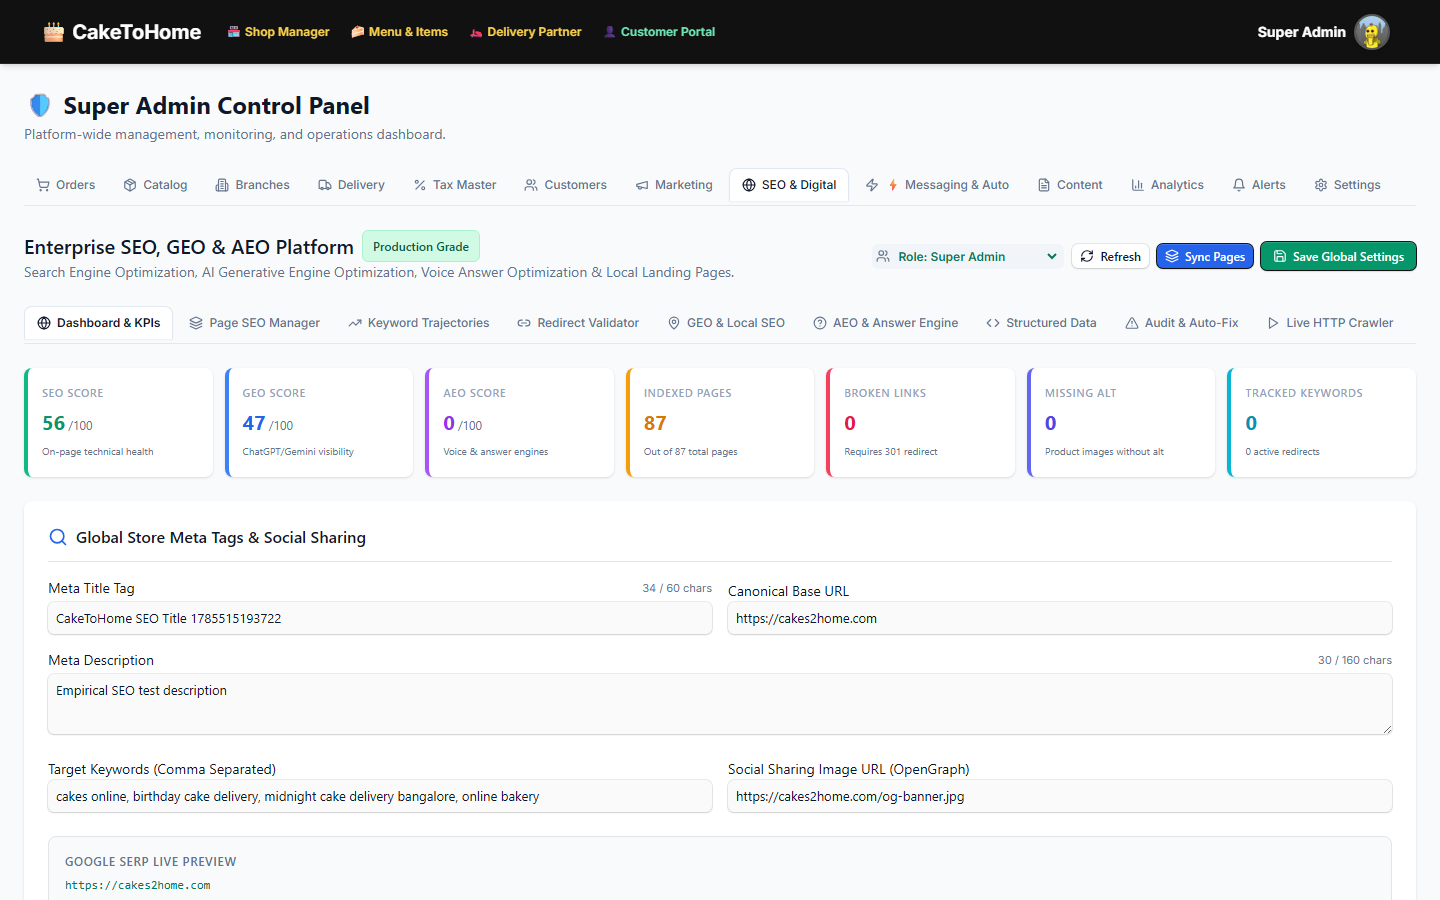 CakeToHome
Shop Manager
Menu & Items
Delivery Partner
Customer Portal
Super Admin
Super Admin Control Panel
Platform-wide management, monitoring, and operations dashboard.
Orders
Catalog
Branches
Delivery
Tax Master
Customers
Marketing
SEO & Digital
Messaging & Auto
Content
Analytics
Alerts
Settings
Enterprise SEO, GEO & AEO Platform
Production Grade
Search Engine Optimization, AI Generative Engine Optimization, Voice Answer Optimization & Local Landing Pages.
Role: Super Admin
Refresh
Sync Pages
Save Global Settings
Dashboard & KPIs
Page SEO Manager
Keyword Trajectories
Redirect Validator
GEO & Local SEO
AEO & Answer Engine
Structured Data
Audit & Auto-Fix
Live HTTP Crawler
SEO SCORE
56 /100
On-page technical health
GEO SCORE
47 /100
ChatGPT/Gemini visibility
AEO SCORE
0 /100
Voice & answer engines
INDEXED PAGES
87
Out of 87 total pages
BROKEN LINKS
0
Requires 301 redirect
MISSING ALT
0
Product images without alt
TRACKED KEYWORDS
0
0 active redirects
Global Store Meta Tags & Social Sharing
Meta Title Tag
34 / 60 chars
CakeToHome SEO Title 1785515193722
Canonical Base URL
https://cakes2home.com
Meta Description
30 / 160 chars
Empirical SEO test description
Target Keywords (Comma Separated)
cakes online, birthday cake delivery, midnight cake delivery bangalore, online bakery
Social Sharing Image URL (OpenGraph)
https://cakes2home.com/og-banner.jpg
GOOGLE SERP LIVE PREVIEW
https://cakes2home.com